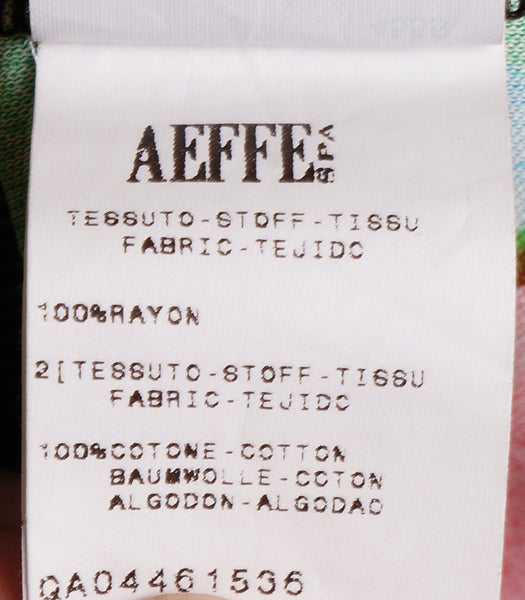 AEFFE SPA
TESSUTO-STOFF-TISSU
FABRIC-TEJIDO
100%RAYON
2[TESSUTO-STOFF-TISSU
FABRIC-TEJIDO
100%COTONE-COTTON
BAUMWOLLE-COTON
ALGODON-ALGODAO
QA04461536